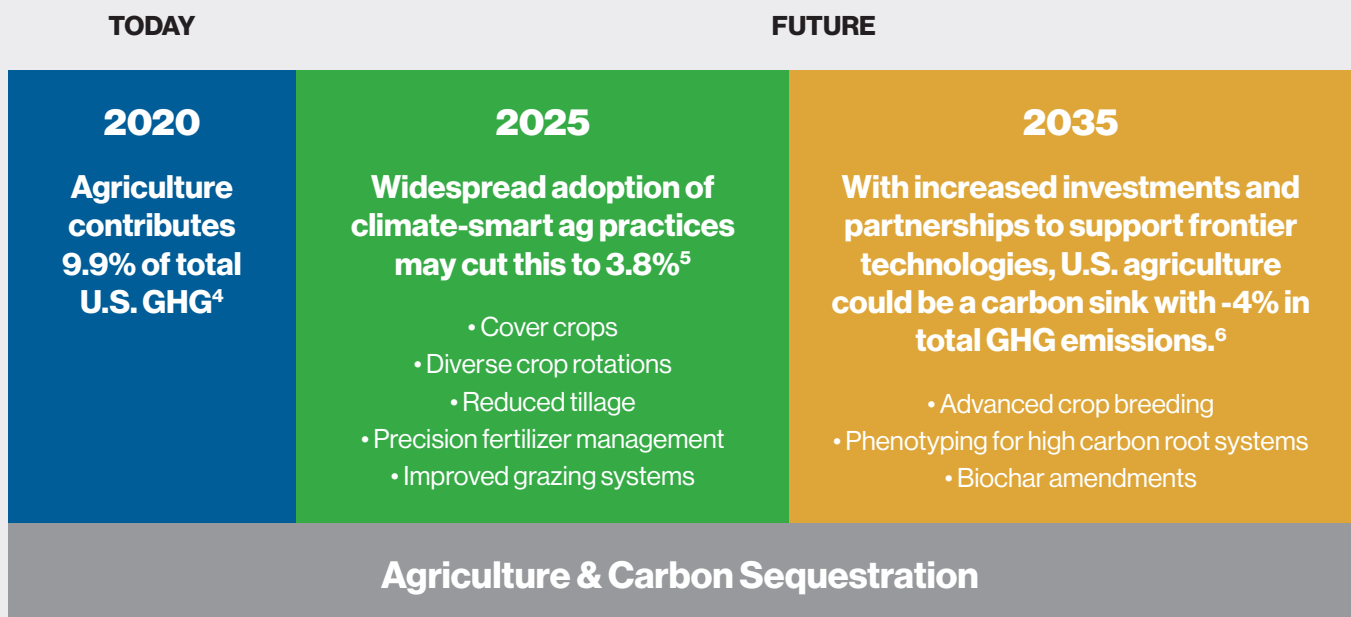 TODAY
FUTURE
2020
Agriculture
contributes
9.9% of total
U.S. GHG⁴
2025
Widespread adoption of
climate-smart ag practices
may cut this to 3.8%⁵
• Cover crops
• Diverse crop rotations
• Reduced tillage
• Precision fertilizer management
• Improved grazing systems
2035
With increased investments and
partnerships to support frontier
technologies, U.S. agriculture
could be a carbon sink with -4% in
total GHG emissions.⁶
• Advanced crop breeding
• Phenotyping for high carbon root systems
• Biochar amendments
Agriculture & Carbon Sequestration